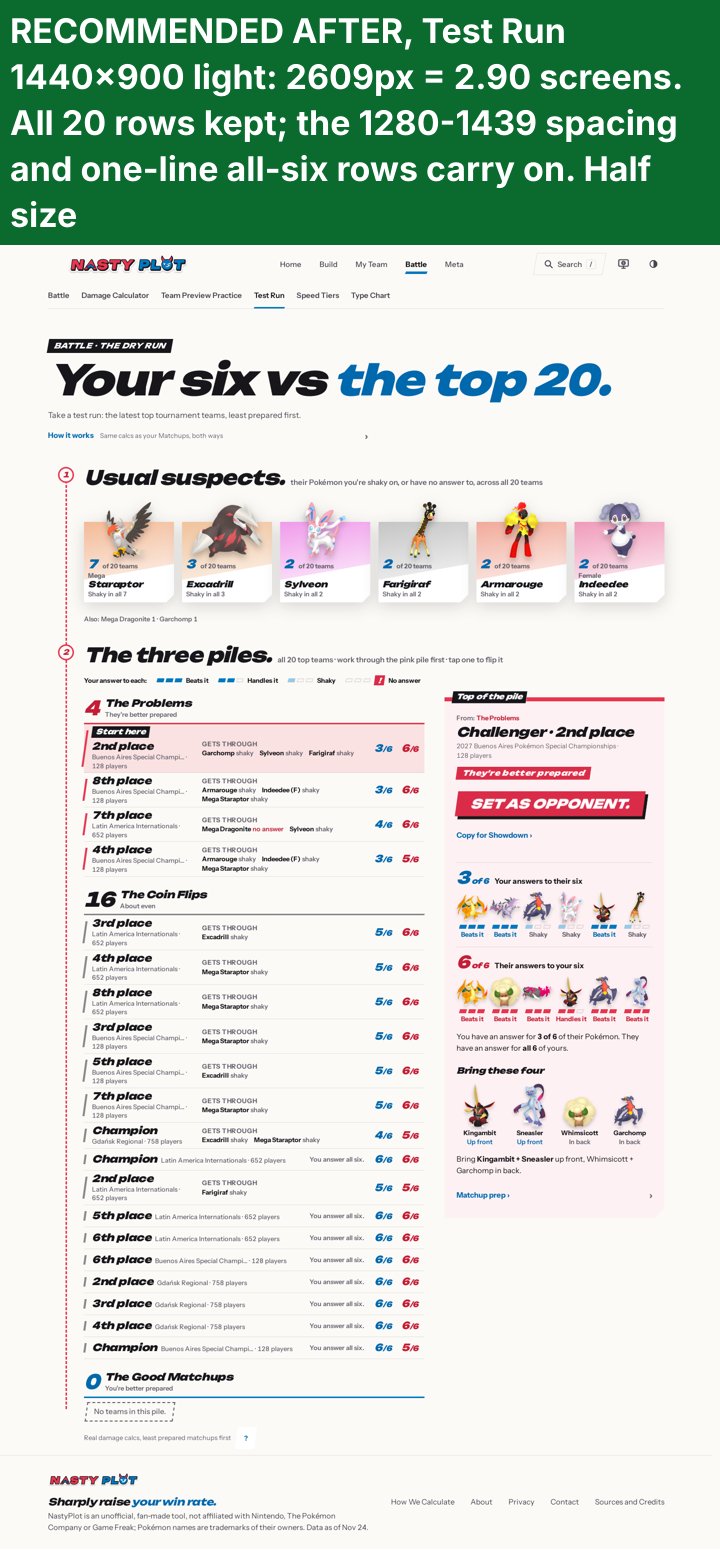 RECOMMENDED AFTER, Test Run
1440×900 light: 2609px = 2.90 screens.
All 20 rows kept; the 1280-1439 spacing
and one-line all-six rows carry on. Half
size
NASTY PLOT
Home Build My Team Battle Meta
Search /
Battle Damage Calculator Team Preview Practice Test Run Speed Tiers Type Chart
BATTLE · THE DRY RUN
Your six vs the top 20.
Take a test run: the latest top tournament teams, least prepared first.
How it works Same calcs as your Matchups, both ways ›
1 Usual suspects. their Pokémon you're shaky on, or have no answer to, across all 20 teams
7 of 20 teams
Mega
Staraptor
Shaky in all 7
3 of 20 teams
Excadrill
Shaky in all 3
2 of 20 teams
Sylveon
Shaky in all 2
2 of 20 teams
Farigiraf
Shaky in all 2
2 of 20 teams
Armarouge
Shaky in all 2
2 of 20 teams
Female
Indeedee
Shaky in all 2
Also: Mega Dragonite 1 · Garchomp 1
2 The three piles. all 20 top teams · work through the pink pile first · tap one to flip it
Your answer to each: Beats it Handles it Shaky ! No answer
4 The Problems
They're better prepared
Start here
2nd place
Buenos Aires Special Champi... ·
128 players
GETS THROUGH
Garchomp shaky Sylveon shaky Farigiraf shaky
3/6 6/6
8th place
Buenos Aires Special Champi... ·
128 players
GETS THROUGH
Armarouge shaky Indeedee (F) shaky
Mega Staraptor shaky
3/6 6/6
7th place
Latin America Internationals ·
652 players
GETS THROUGH
Mega Dragonite no answer Sylveon shaky
4/6 6/6
4th place
Buenos Aires Special Champi... ·
128 players
GETS THROUGH
Armarouge shaky Indeedee (F) shaky
Mega Staraptor shaky
3/6 5/6
16 The Coin Flips
About even
3rd place
Latin America Internationals ·
652 players
GETS THROUGH
Excadrill shaky
5/6 6/6
4th place
Latin America Internationals ·
652 players
GETS THROUGH
Mega Staraptor shaky
5/6 6/6
8th place
Latin America Internationals ·
652 players
GETS THROUGH
Mega Staraptor shaky
5/6 6/6
3rd place
Buenos Aires Special Champi... ·
128 players
GETS THROUGH
Mega Staraptor shaky
5/6 6/6
5th place
Buenos Aires Special Champi... ·
128 players
GETS THROUGH
Excadrill shaky
5/6 6/6
7th place
Buenos Aires Special Champi... ·
128 players
GETS THROUGH
Mega Staraptor shaky
5/6 6/6
Champion
Gdańsk Regional · 758 players
GETS THROUGH
Excadrill shaky Mega Staraptor shaky
4/6 5/6
Champion Latin America Internationals · 652 players You answer all six. 6/6 6/6
2nd place
Latin America Internationals ·
652 players
GETS THROUGH
Farigiraf shaky
5/6 5/6
5th place Latin America Internationals · 652 players You answer all six. 6/6 6/6
6th place Latin America Internationals · 652 players You answer all six. 6/6 6/6
6th place Buenos Aires Special Champi... · 128 players You answer all six. 6/6 6/6
2nd place Gdańsk Regional · 758 players You answer all six. 6/6 6/6
3rd place Gdańsk Regional · 758 players You answer all six. 6/6 6/6
4th place Gdańsk Regional · 758 players You answer all six. 6/6 6/6
Champion Buenos Aires Special Champi... · 128 players You answer all six. 6/6 5/6
0 The Good Matchups
You're better prepared
No teams in this pile.
Real damage calcs, least prepared matchups first ?
Top of the pile
From: The Problems
Challenger · 2nd place
2027 Buenos Aires Pokémon Special Championships ·
128 players
They're better prepared
SET AS OPPONENT.
Copy for Showdown ›
3 of 6 Your answers to their six
Beats it Beats it Shaky Shaky Beats it Shaky
6 of 6 Their answers to your six
Beats it Beats it Beats it Handles it Beats it Beats it
You have an answer for 3 of 6 of their Pokémon. They
have an answer for all 6 of yours.
Bring these four
Kingambit Sneasler Whimsicott Garchomp
Up front Up front In back In back
Bring Kingambit + Sneasler up front, Whimsicott +
Garchomp in back.
Matchup prep › ›
NASTY PLOT
Sharply raise your win rate.
NastyPlot is an unofficial, fan-made tool, not affiliated with Nintendo, The Pokémon
Company or Game Freak; Pokémon names are trademarks of their owners. Data as of Nov 24.
How We Calculate About Privacy Contact Sources and Credits